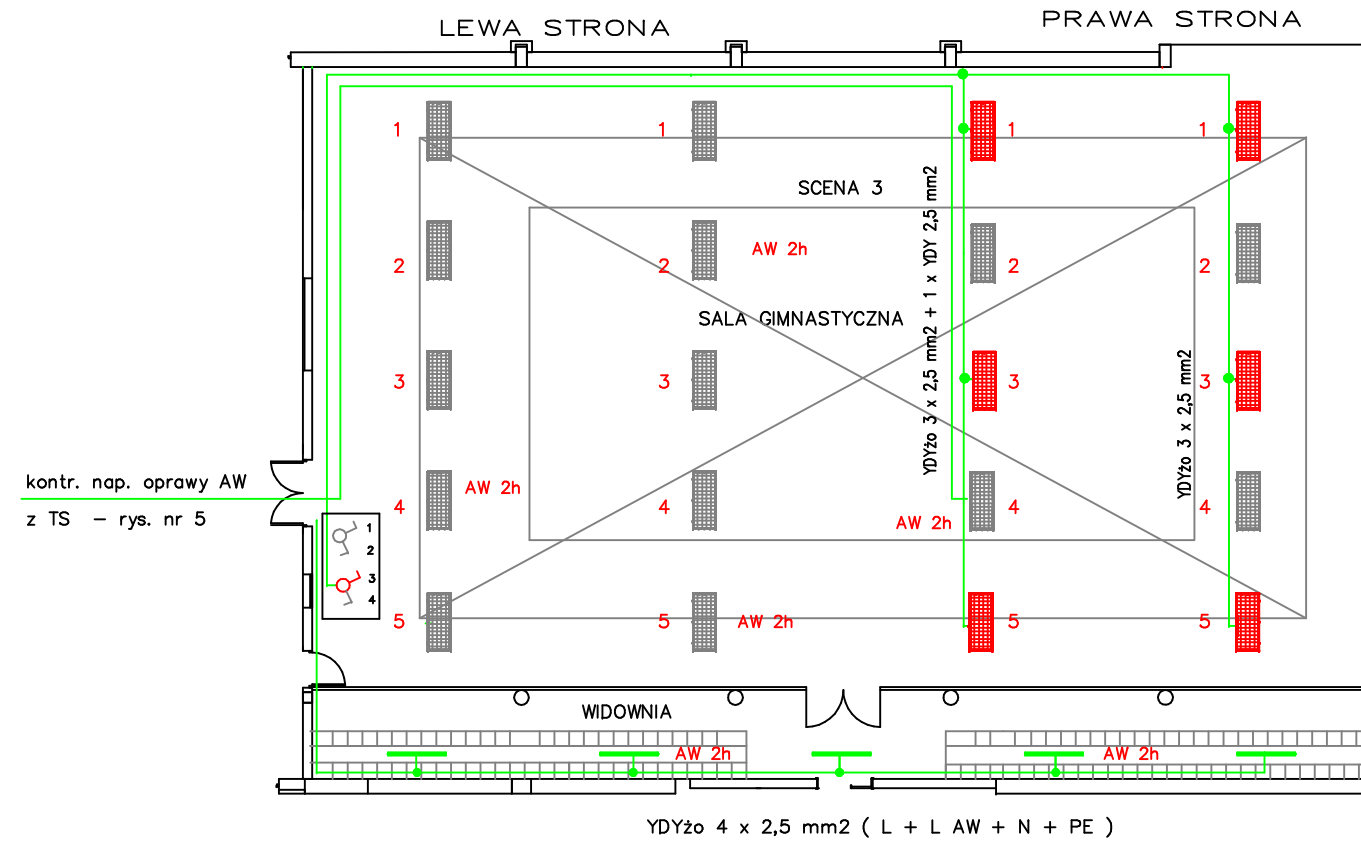 LEWA STRONA
PRAWA STRONA
1
1
1
1
SCENA 3
2
2
AW 2h
2
2
SALA GIMNASTYCZNA
YDYżo 3 x 2,5 mm2 + 1 x YDY 2,5 mm2
YDYżo 3 x 2,5 mm2
3
3
3
3
kontr. nap. oprawy AW
z TS – rys. nr 5
4
AW 2h
4
AW 2h
4
4
1
2
3
4
5
5
AW 2h
5
5
WIDOWNIA
AW 2h
AW 2h
YDYżo 4 x 2,5 mm2 ( L + L AW + N + PE )